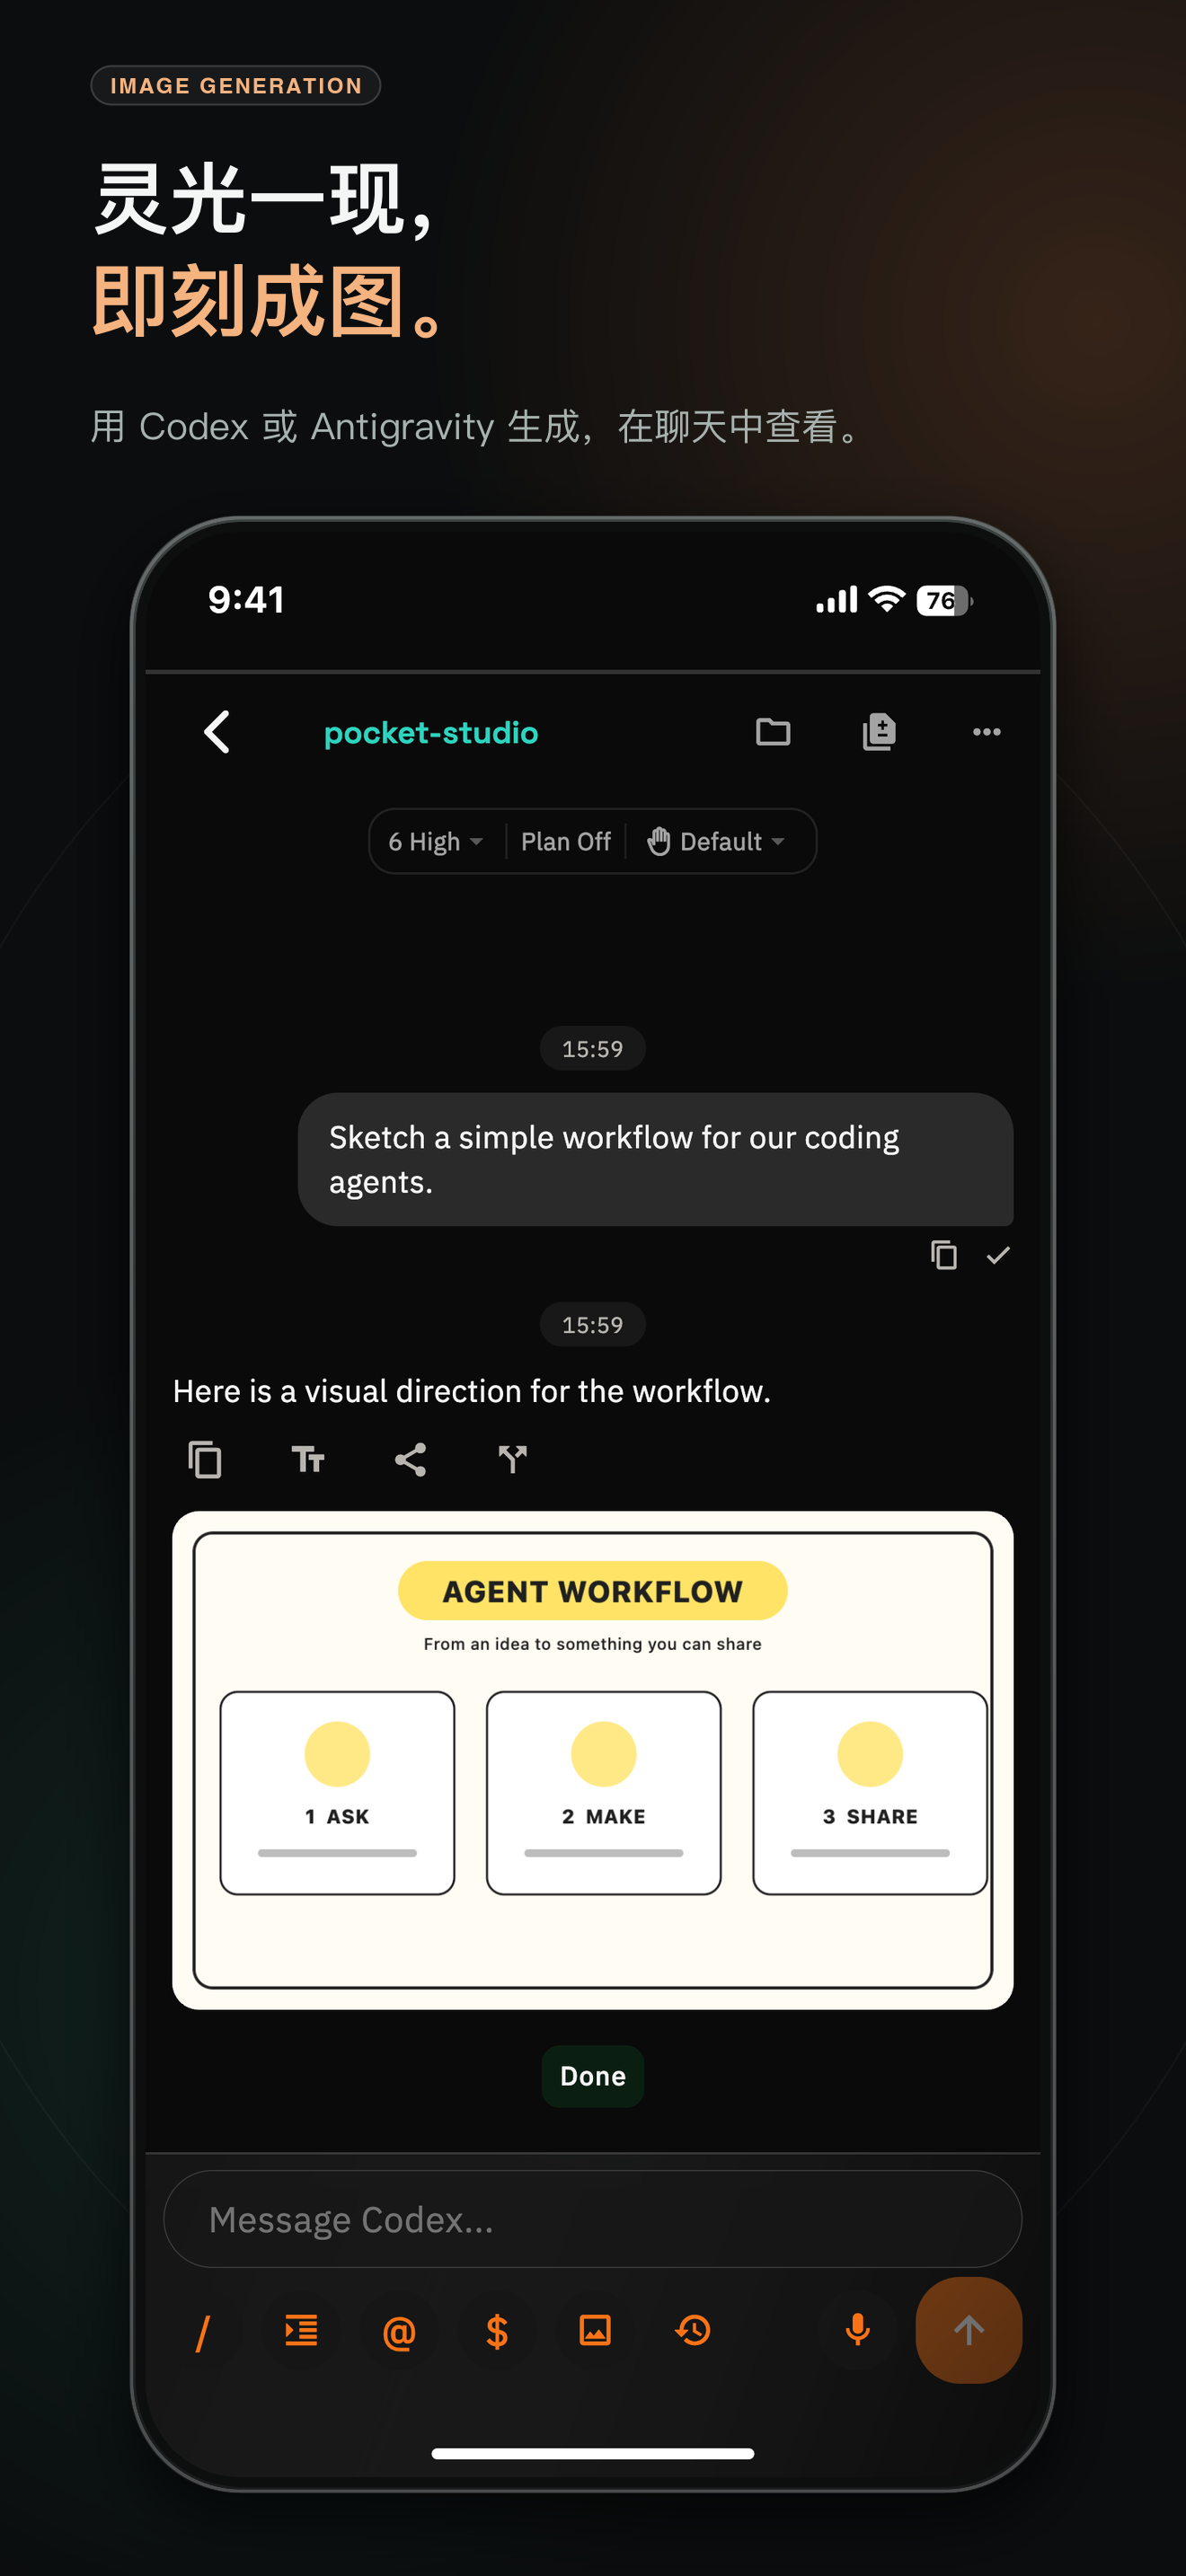 IMAGE GENERATION
灵光一现，
即刻成图。
用 Codex 或 Antigravity 生成，在聊天中查看。
9:41
76
pocket-studio
6 High
Plan Off
Default
15:59
Sketch a simple workflow for our coding
agents.
15:59
Here is a visual direction for the workflow.
AGENT WORKFLOW
From an idea to something you can share
1 ASK
2 MAKE
3 SHARE
Done
Message Codex...
/
@
$